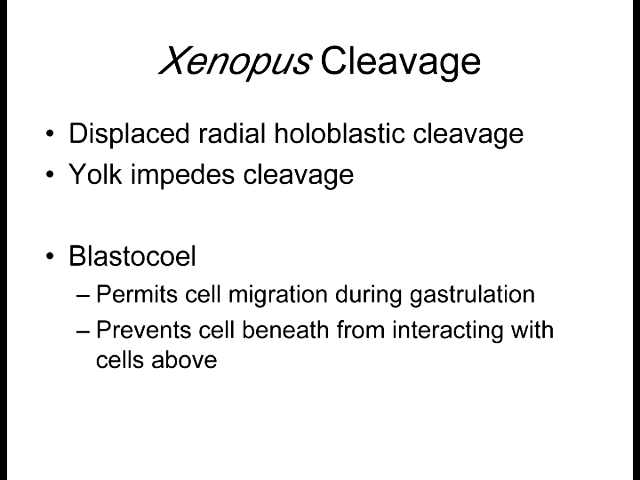 Xenopus Cleavage
• Displaced radial holoblastic cleavage
• Yolk impedes cleavage
• Blastocoel
– Permits cell migration during gastrulation
– Prevents cell beneath from interacting with
cells above